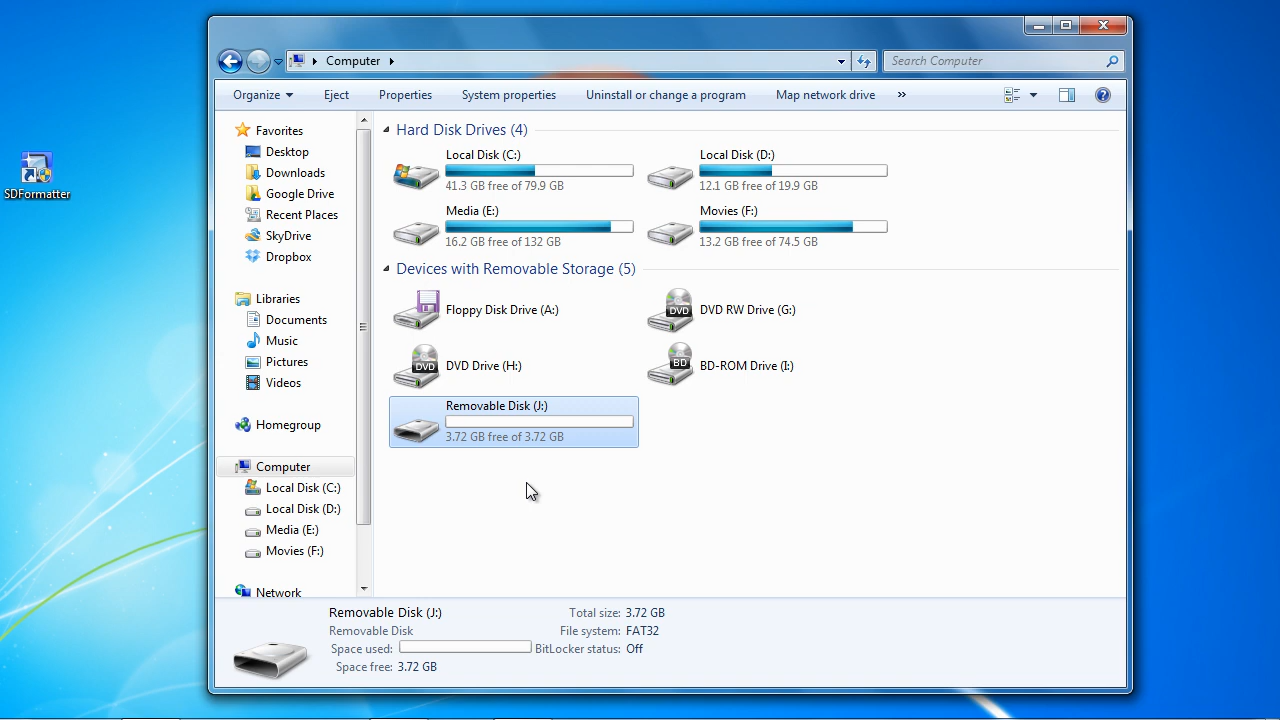 Computer
Search Computer
Organize Eject Properties System properties Uninstall or change a program Map network drive »
SDFormatter
Favorites
Desktop
Downloads
Google Drive
Recent Places
SkyDrive
Dropbox
Libraries
Documents
Music
Pictures
Videos
Homegroup
Computer
Local Disk (C:)
Local Disk (D:)
Media (E:)
Movies (F:)
Network
Hard Disk Drives (4)
Local Disk (C:)
41.3 GB free of 79.9 GB
Local Disk (D:)
12.1 GB free of 19.9 GB
Media (E:)
16.2 GB free of 132 GB
Movies (F:)
13.2 GB free of 74.5 GB
Devices with Removable Storage (5)
Floppy Disk Drive (A:)
DVD
DVD RW Drive (G:)
DVD
DVD Drive (H:)
BD
BD-ROM Drive (I:)
Removable Disk (J:)
3.72 GB free of 3.72 GB
Removable Disk (J:) Total size: 3.72 GB
Removable Disk File system: FAT32
Space used: BitLocker status: Off
Space free: 3.72 GB